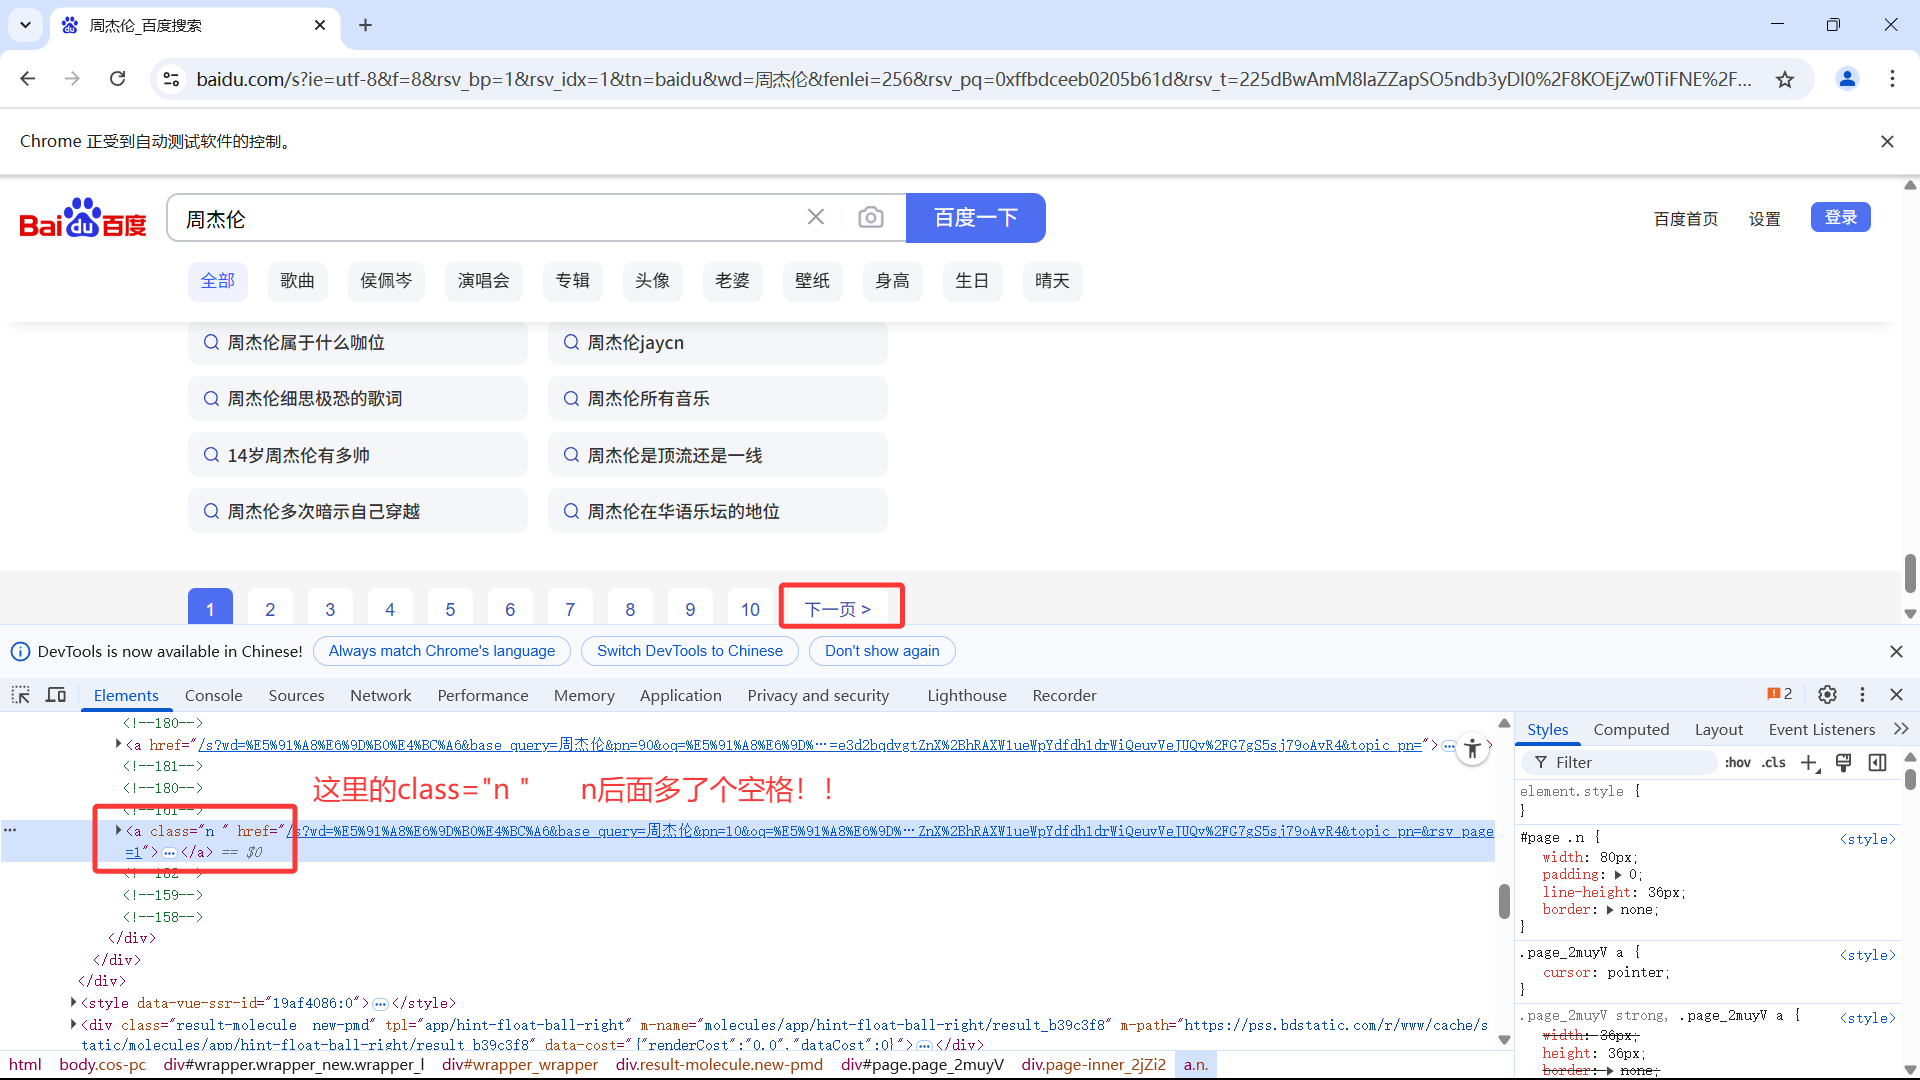 周杰伦_百度搜索
baidu.com/s?ie=utf-8&f=8&rsv_bp=1&rsv_idx=1&tn=baidu&wd=周杰伦&fenlei=256&rsv_pq=0xffbdceeb0205b61d&rsv_t=225dBwAmM8laZZapSO5ndb3yDI0%2F8KOEjZw0TiFNE%2F...
Chrome 正受到自动测试软件的控制。
Bai du 百度
周杰伦
百度一下
百度首页 设置 登录
全部 歌曲 侯佩岑 演唱会 专辑 头像 老婆 壁纸 身高 生日 晴天
周杰伦属于什么咖位 周杰伦jaycn
周杰伦细思极恐的歌词 周杰伦所有音乐
14岁周杰伦有多帅 周杰伦是顶流还是一线
周杰伦多次暗示自己穿越 周杰伦在华语乐坛的地位
1 2 3 4 5 6 7 8 9 10 下一页 >
DevTools is now available in Chinese! Always match Chrome's language Switch DevTools to Chinese Don't show again
Elements Console Sources Network Performance Memory Application Privacy and security Lighthouse Recorder 2
<!--180-->
<a href="/s?wd=%E5%91%A8%E6%9D%B0%E4%BC%A6&base_query=周杰伦&pn=90&oq=%E5%91%A8%E6%9D%…=e3d2bqdvgtZnX%2BhRAXW1ueWpYdfdh1drWiQeuvVeJUQv%2FG7gS5sj79oAvR4&topic_pn=">…
<!--181-->
<!--180-->
这里的class="n " n后面多了个空格！！
<!--161-->
<a class="n " href="/s?wd=%E5%91%A8%E6%9D%B0%E4%BC%A6&base_query=周杰伦&pn=10&oq=%E5%91%A8%E6%9D%…ZnX%2BhRAXW1ueWpYdfdh1drWiQeuvVeJUQv%2FG7gS5sj79oAvR4&topic_pn=&rsv_page
=1">…</a> == $0
<!--182-->
<!--159-->
<!--158-->
</div>
</div>
</div>
<style data-vue-ssr-id="19af4086:0">…</style>
<div class="result-molecule  new-pmd" tpl="app/hint-float-ball-right" m-name="molecules/app/hint-float-ball-right/result_b39c3f8" m-path="https://pss.bdstatic.com/r/www/cache/s
tatic/molecules/app/hint-float-ball-right/result_b39c3f8" data-cost="{"renderCost":"0.0","dataCost":0}">…</div>
html body.cos-pc div#wrapper.wrapper_new.wrapper_l div#wrapper_wrapper div.result-molecule.new-pmd div#page.page_2muyV div.page-inner_2jZi2 a.n.
Styles Computed Layout Event Listeners
Filter :hov .cls
element.style {
}
#page .n { <style>
width: 80px;
padding: 0;
line-height: 36px;
border: none;
}
.page_2muyV a { <style>
cursor: pointer;
}
.page_2muyV strong, .page_2muyV a { <style>
width: 36px;
height: 36px;
border: none;